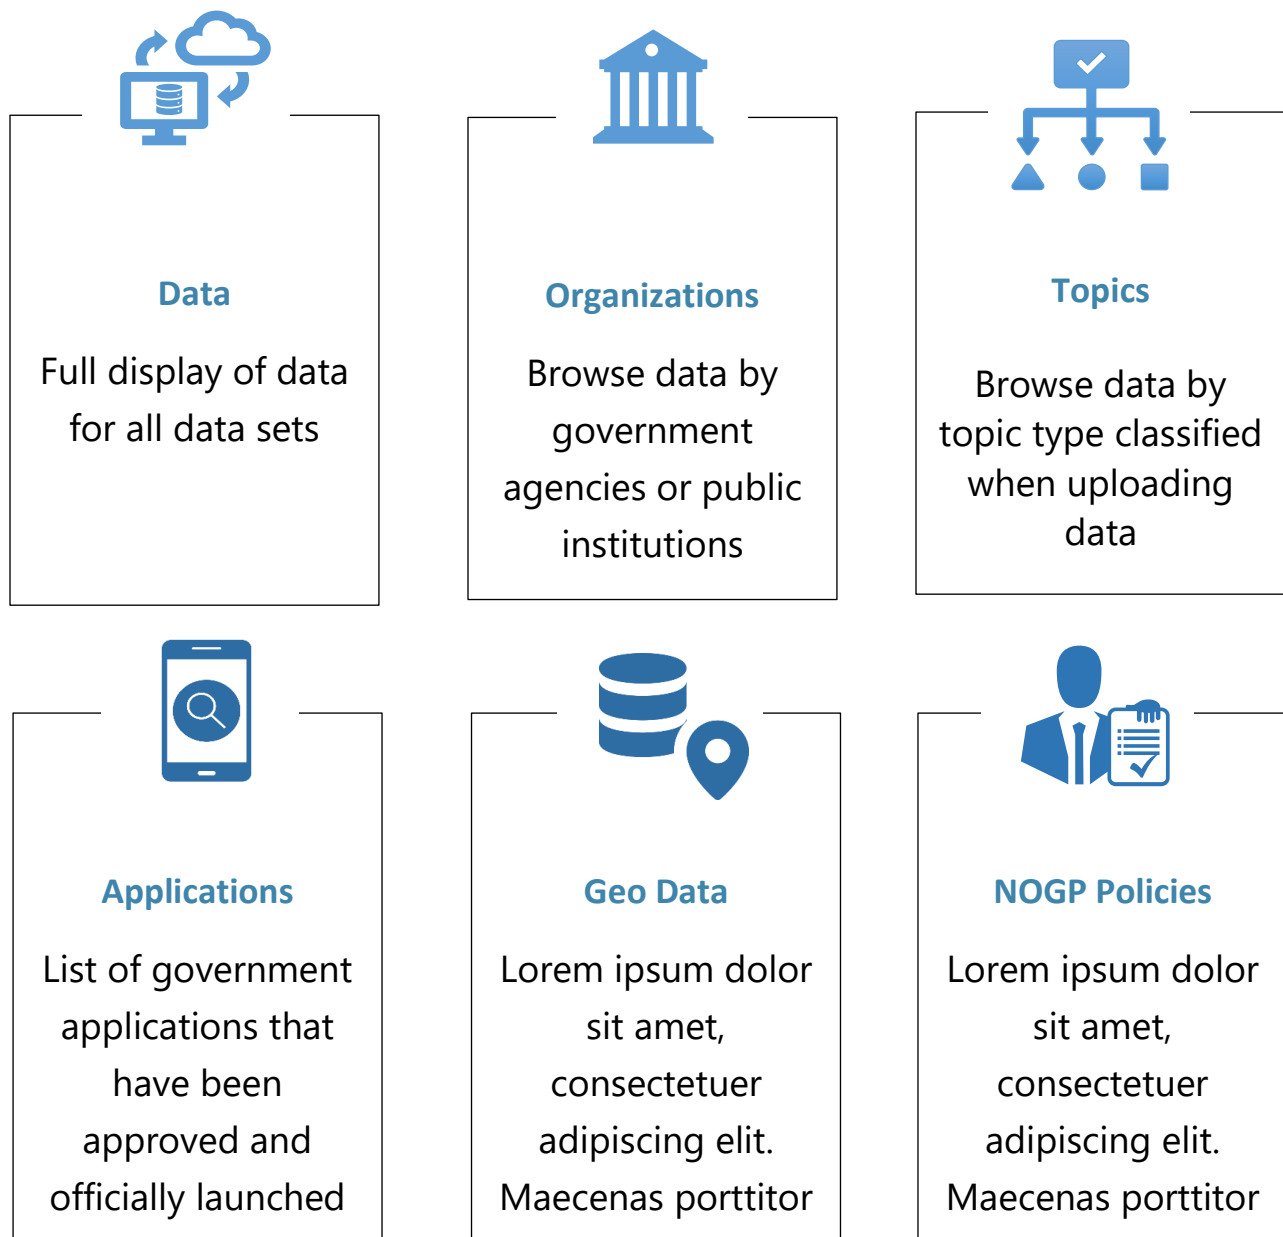 Data
Full display of data
for all data sets
Organizations
Browse data by
government
agencies or public
institutions
Topics
Browse data by
topic type classified
when uploading
data
Applications
List of government
applications that
have been
approved and
officially launched
Geo Data
Lorem ipsum dolor
sit amet,
consectetuer
adipiscing elit.
Maecenas porttitor
NOGP Policies
Lorem ipsum dolor
sit amet,
consectetuer
adipiscing elit.
Maecenas porttitor